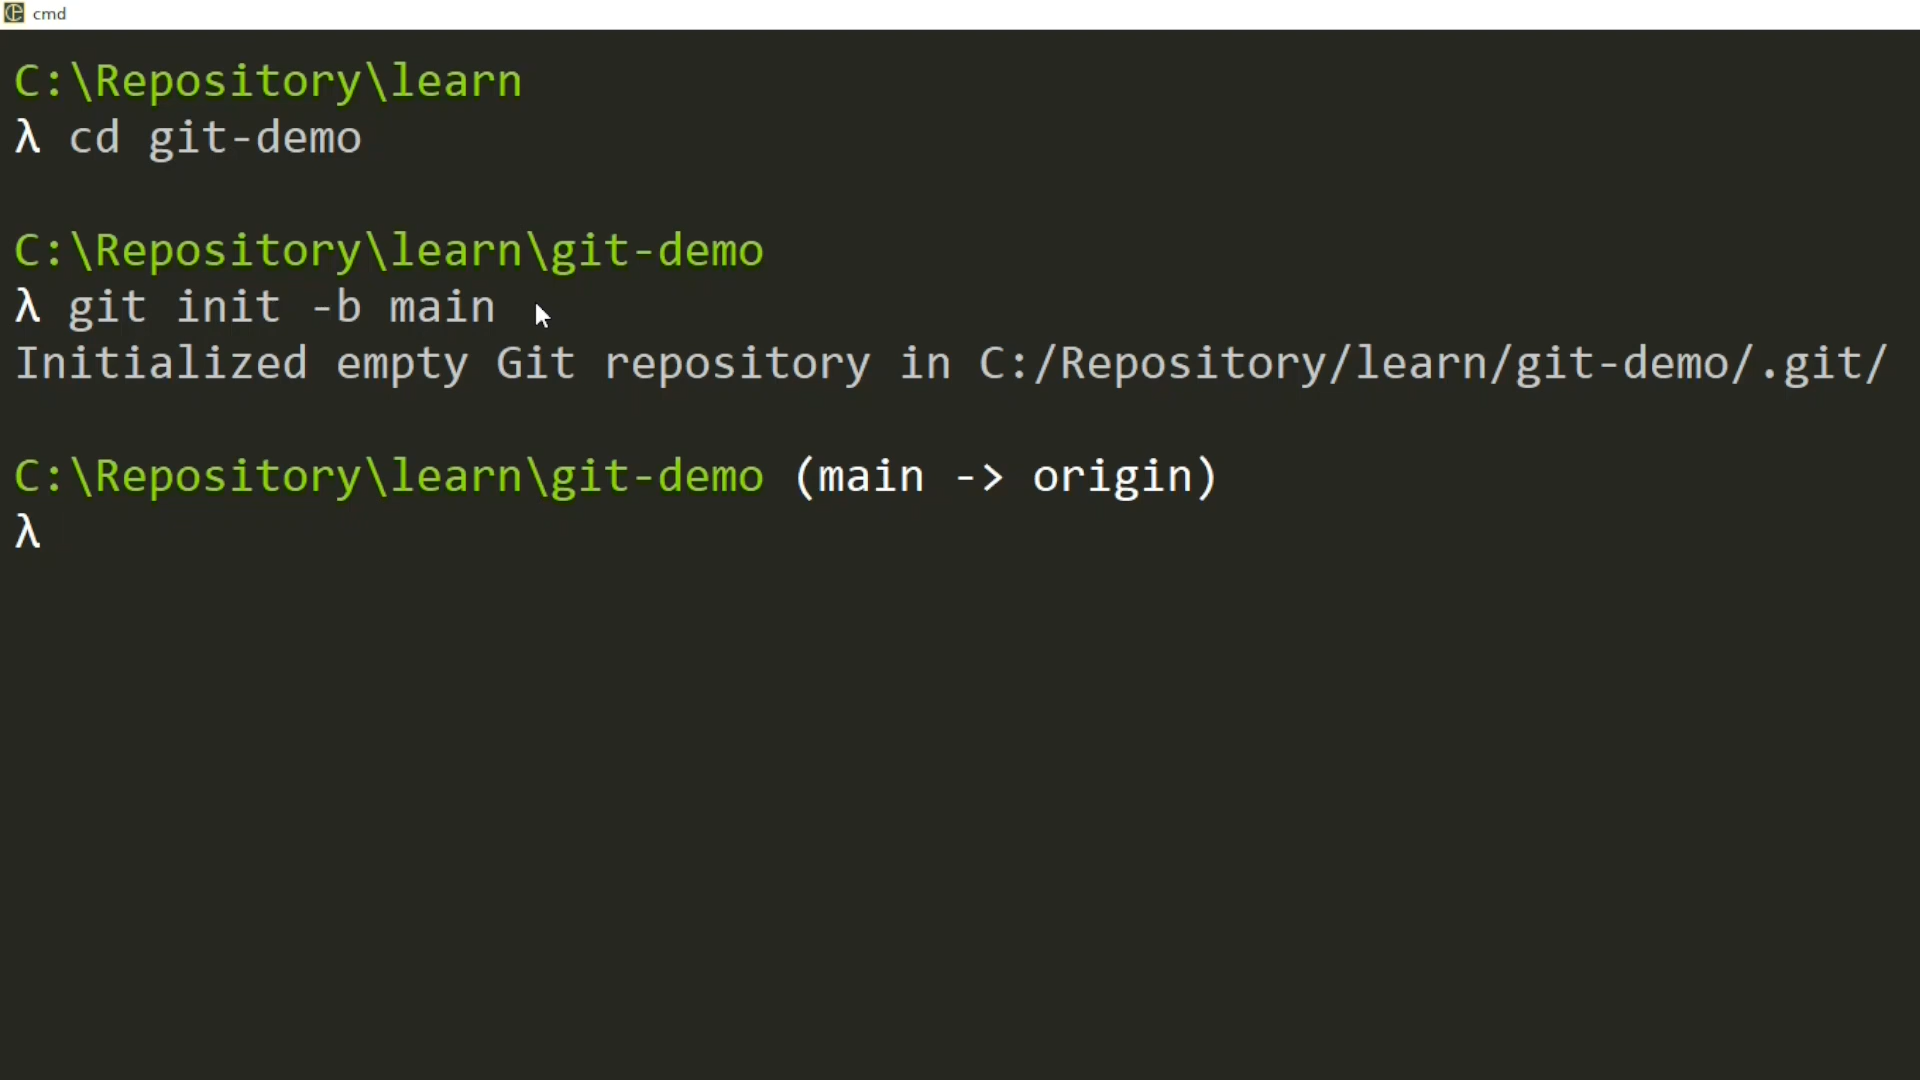 cmd
C:\Repository\learn
λ cd git-demo
C:\Repository\learn\git-demo
λ git init -b main
Initialized empty Git repository in C:/Repository/learn/git-demo/.git/
C:\Repository\learn\git-demo (main -> origin)
λ